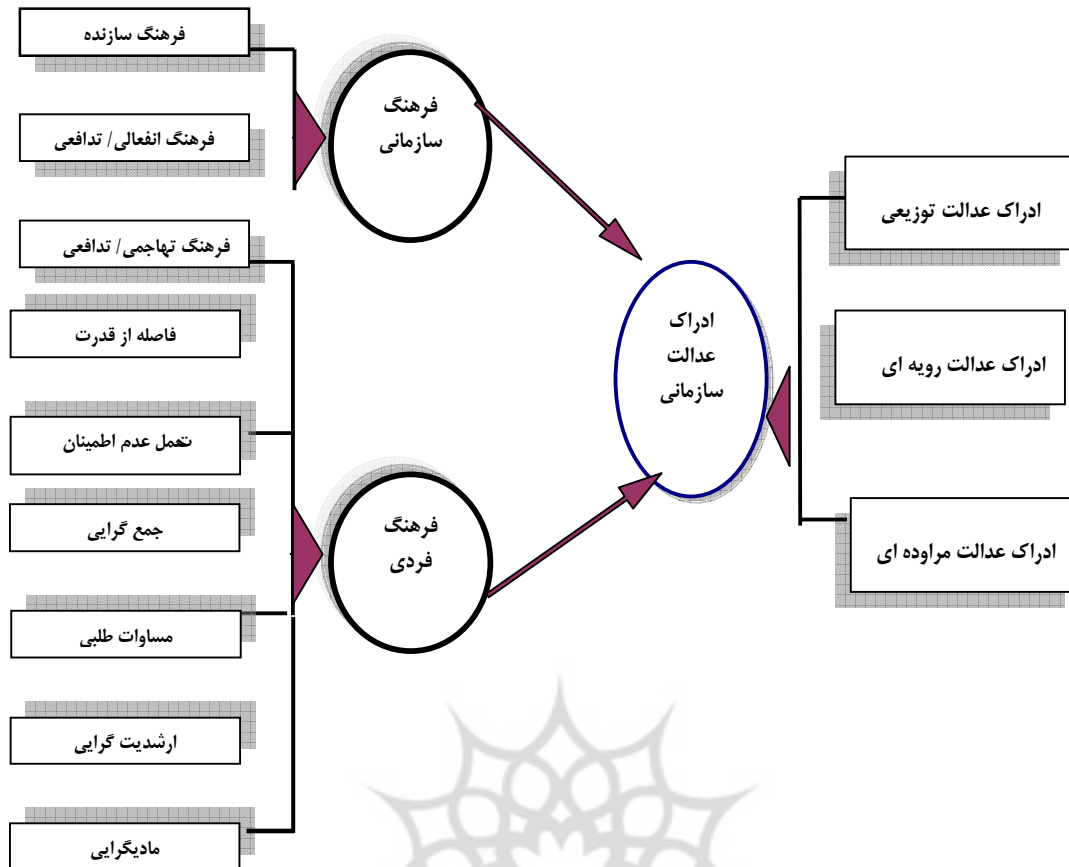 فرهنگ سازنده
فرهنگ انفعالی/ تدافعی
فرهنگ تهاجمی/ تدافعی
فاصله از قدرت
تحمل عدم اطمینان
جمع گرایی
مساوات طلبی
ارشدیت گرایی
مادیگرایی
فرهنگ
سازمانی
فرهنگ
فردی
ادراک
عدالت
سازمانی
ادراک عدالت توزیعی
ادراک عدالت رویه ای
ادراک عدالت مراوده ای